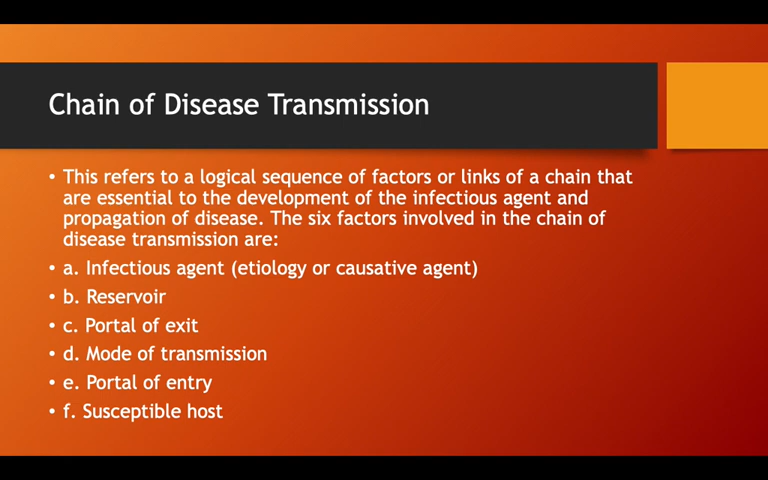 Chain of Disease Transmission
• This refers to a logical sequence of factors or links of a chain that
are essential to the development of the infectious agent and
propagation of disease. The six factors involved in the chain of
disease transmission are:
• a. Infectious agent (etiology or causative agent)
• b. Reservoir
• c. Portal of exit
• d. Mode of transmission
• e. Portal of entry
• f. Susceptible host